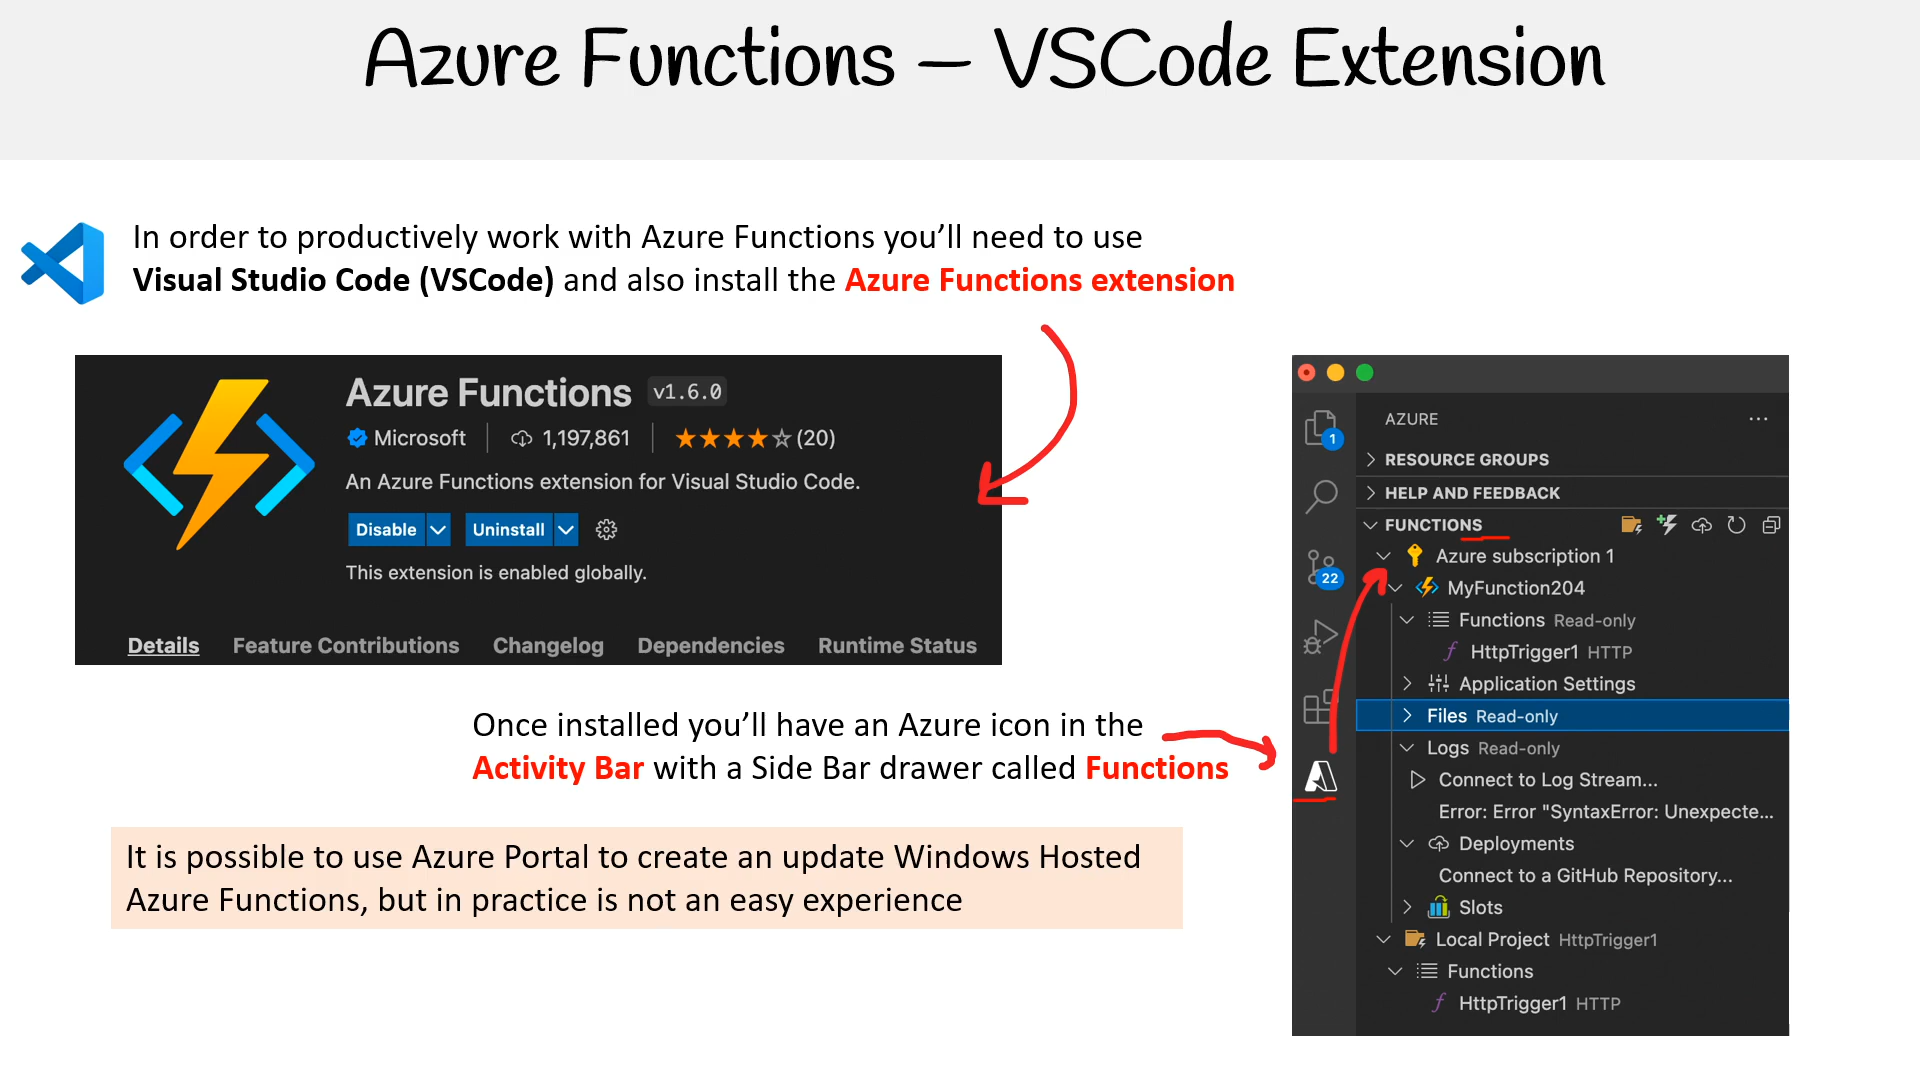 Azure Functions – VSCode Extension
In order to productively work with Azure Functions you’ll need to use
Visual Studio Code (VSCode) and also install the Azure Functions extension
Azure Functions v1.6.0
Microsoft 1,197,861 (20)
An Azure Functions extension for Visual Studio Code.
Disable Uninstall
This extension is enabled globally.
Details Feature Contributions Changelog Dependencies Runtime Status
Once installed you’ll have an Azure icon in the
Activity Bar with a Side Bar drawer called Functions
It is possible to use Azure Portal to create an update Windows Hosted
Azure Functions, but in practice is not an easy experience
1
22
AZURE ...
RESOURCE GROUPS
HELP AND FEEDBACK
FUNCTIONS
Azure subscription 1
MyFunction204
Functions Read-only
HttpTrigger1 HTTP
Application Settings
Files Read-only
Logs Read-only
Connect to Log Stream...
Error: Error "SyntaxError: Unexpecte...
Deployments
Connect to a GitHub Repository...
Slots
Local Project HttpTrigger1
Functions
HttpTrigger1 HTTP